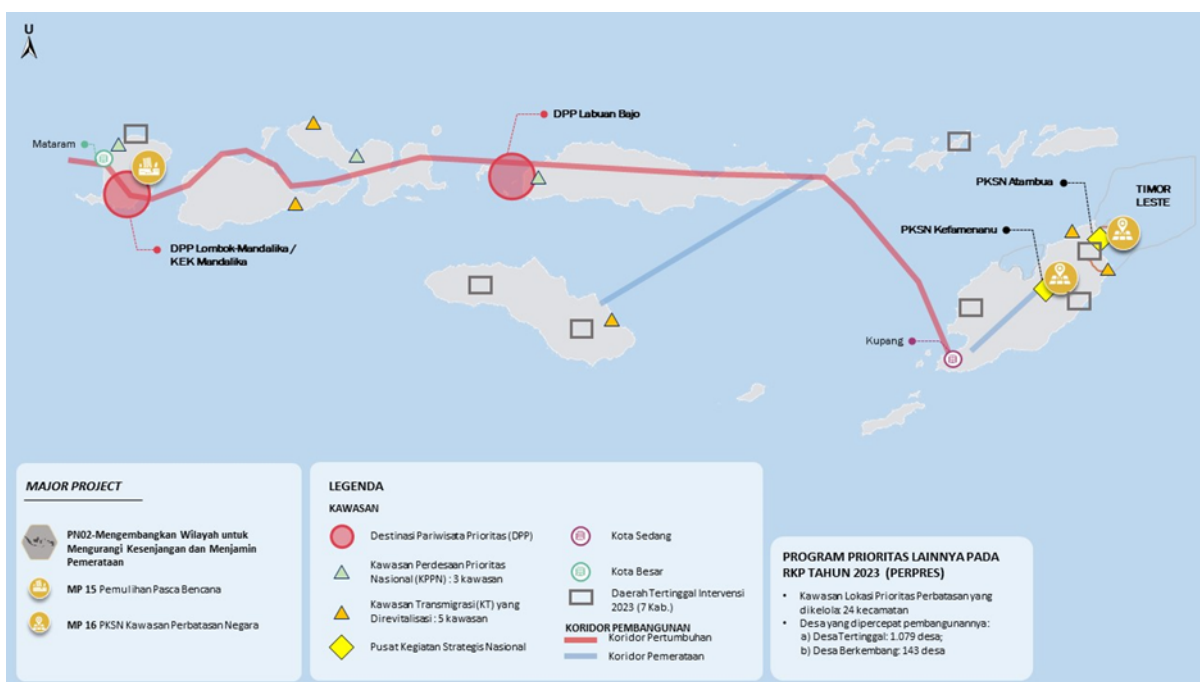 U
DPP Labuan Bajo
Mataram
PKSN Atambua
TIMOR
LESTE
PKSN Kefamenanu
DPP Lombok-Mandalika /
KEK Mandalika
Kupang
MAJOR PROJECT
PN02-Mengembangkan Wilayah untuk
Mengurangi Kesenjangan dan Menjamin
Pemerataan
MP 15 Pemulihan Pasca Bencana
MP 16 PKSN Kawasan Perbatasan Negara
LEGENDA
KAWASAN
Destinasi Pariwisata Prioritas (DPP)
Kawasan Perdesaan Prioritas
Nasional (KPPN) : 3 kawasan
Kawasan Transmigrasi (KT) yang
Direvitalisasi : 5 kawasan
Pusat Kegiatan Strategis Nasional
Kota Sedang
Kota Besar
Daerah Tertinggal Intervensi
2023 (7 Kab.)
KORIDOR PEMBANGUNAN
Koridor Pertumbuhan
Koridor Pemerataan
PROGRAM PRIORITAS LAINNYA PADA
RKP TAHUN 2023 (PERPRES)
• Kawasan Lokasi Prioritas Perbatasan yang
dikelola: 24 kecamatan
• Desa yang dipercepat pembangunannya:
a) Desa Tertinggal: 1.079 desa;
b) Desa Berkembang: 143 desa